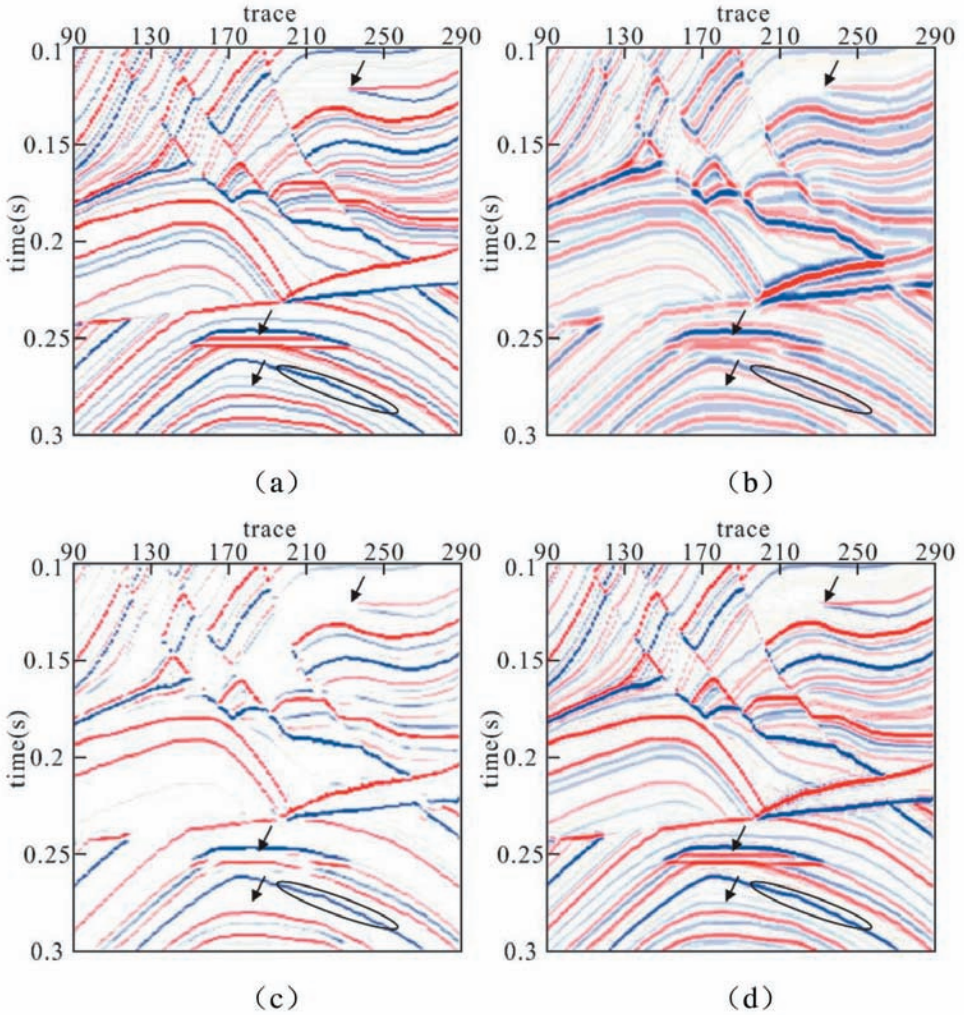 trace trace
90 130 170 210 250 290 90 130 170 210 250 290
0.1 0.1
0.15 0.15
0.2 0.2
time(s) time(s)
0.25 0.25
0.3 0.3
（a） （b）
trace trace
90 130 170 210 250 290 90 130 170 210 250 290
0.1 0.1
0.15 0.15
0.2 0.2
time(s) time(s)
0.25 0.25
0.3 0.3
（c） （d）